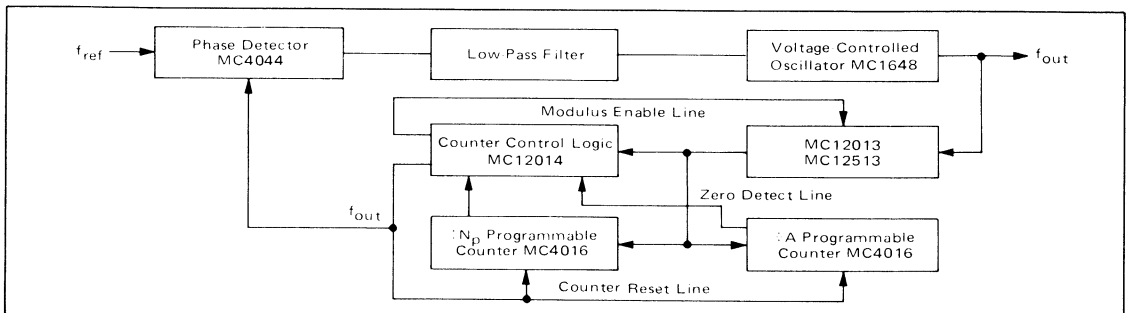 f_ref
Phase Detector
MC4044
Low-Pass Filter
Voltage-Controlled
Oscillator MC1648
f_out
Modulus Enable Line
Counter Control Logic
MC12014
MC12013
MC12513
Zero Detect Line
f_out
:N_p Programmable
Counter MC4016
:A Programmable
Counter MC4016
Counter Reset Line